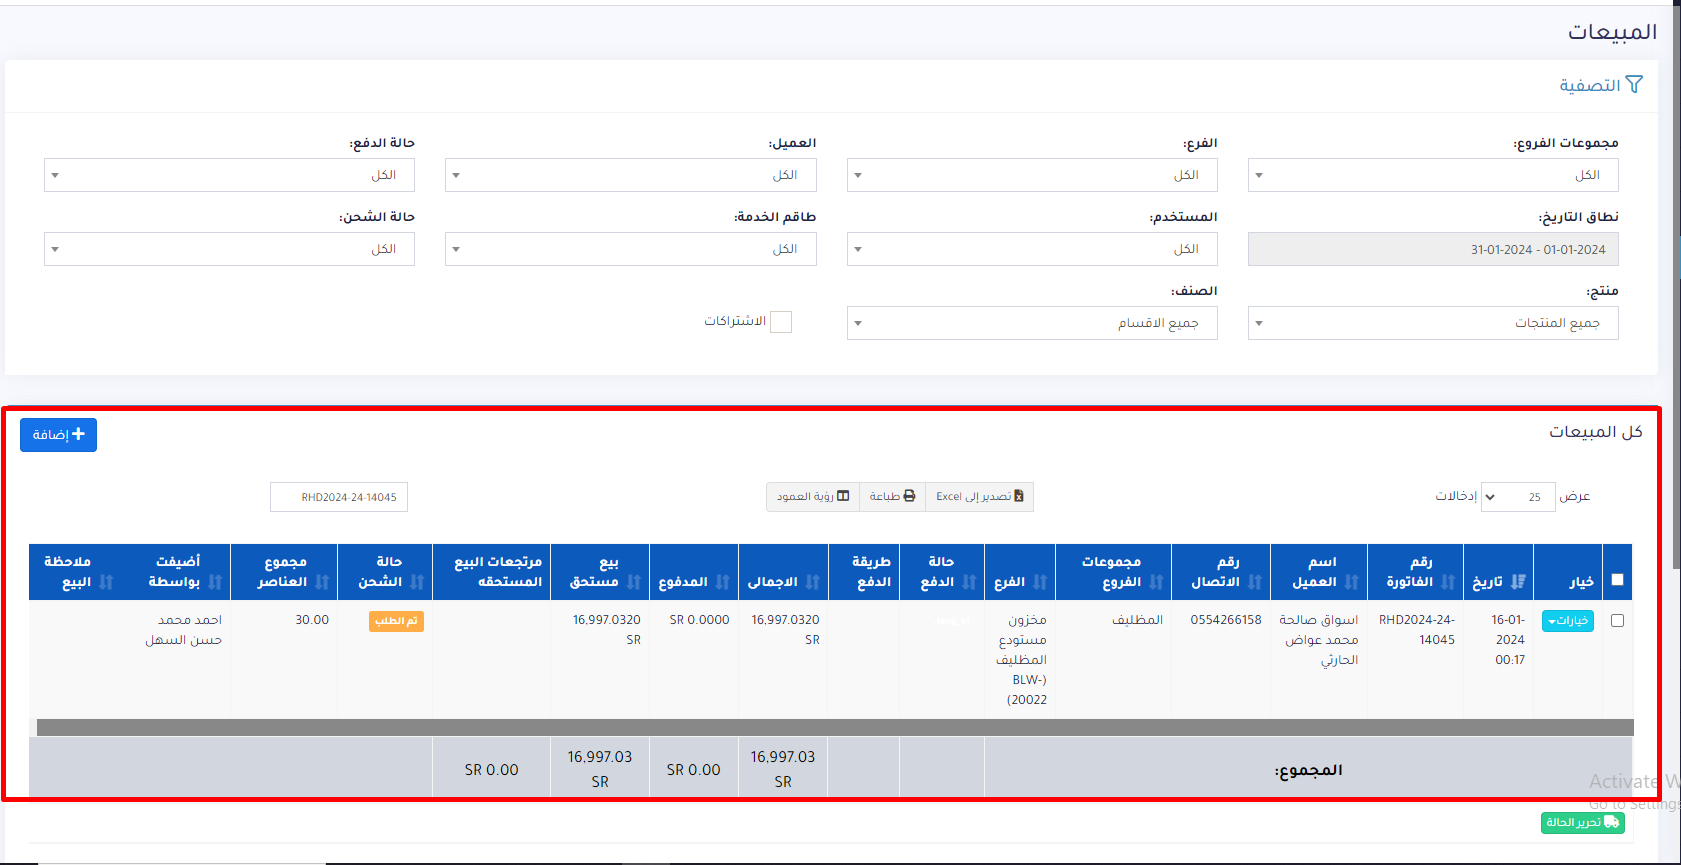 المبيعات
التصفية
مجموعات الفروع:
الفرع:
العميل:
حالة الدفع:
الكل
الكل
الكل
الكل
نطاق التاريخ:
المستخدم:
طاقم الخدمة:
حالة الشحن:
31-01-2024 - 01-01-2024
الكل
الكل
الكل
منتج:
الصنف:
جميع المنتجات
جميع الاقسام
الاشتراكات
كل المبيعات
إضافة
عرض 25 إدخالات
تصدير إلى Excel
طباعة
رؤية العمود
RHD2024-24-14045
خيار
تاريخ
رقم الفاتورة
اسم العميل
رقم الاتصال
مجموعات الفروع
الفرع
حالة الدفع
طريقة الدفع
الاجمالى
المدفوع
بيع مستحق
مرتجعات البيع المستحقه
حالة الشحن
مجموع العناصر
أضيفت بواسطة
ملاحظة البيع
خيارات
16-01-
2024
00:17
RHD2024-24-
14045
اسواق صالحة
محمد عواض
الحارثي
0554266158
المظليف
مخزون
مستودع
المظليف
(BLW-
20022)
16,997.0320
SR
SR 0.0000
16,997.0320
SR
تم الطلب
30.00
احمد محمد
حسن السهل
المجموع:
16,997.03
SR
SR 0.00
16,997.03
SR
SR 0.00
تحرير الحالة
Activate W
Go to Settings